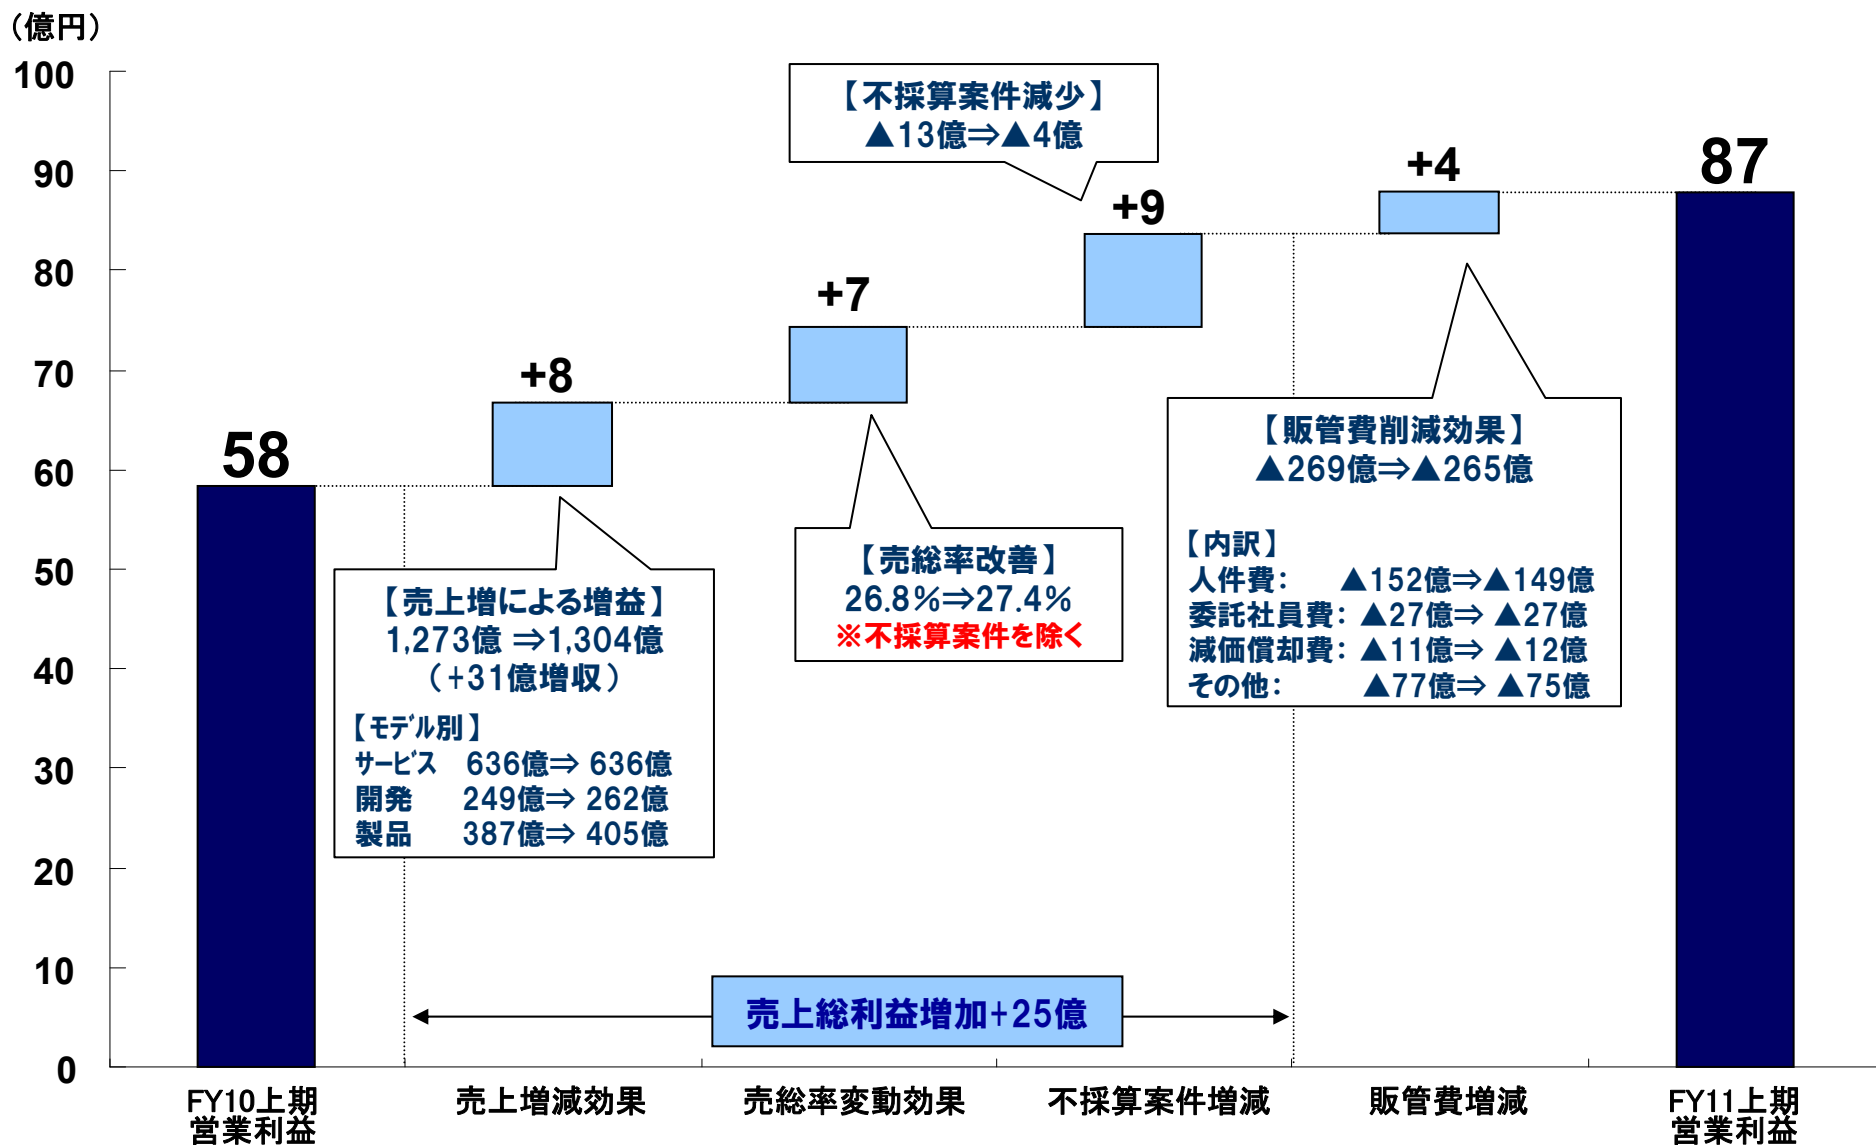 （億円）
100
90
80
70
60
50
40
30
20
10
0
58
+8
+7
+9
+4
87
【不採算案件減少】
▲13億⇒▲4億
【売上増による増益】
1,273億 ⇒1,304億
（+31億増収）
【モデル別】
サービス 636億⇒ 636億
開発 249億⇒ 262億
製品 387億⇒ 405億
【売総率改善】
26.8%⇒27.4%
※不採算案件を除く
【販管費削減効果】
▲269億⇒▲265億
【内訳】
人件費： ▲152億⇒▲149億
委託社員費： ▲27億⇒▲27億
減価償却費： ▲11億⇒ ▲12億
その他： ▲77億⇒ ▲75億
売上総利益増加+25億
FY10上期
営業利益
売上増減効果
売総率変動効果
不採算案件増減
販管費増減
FY11上期
営業利益